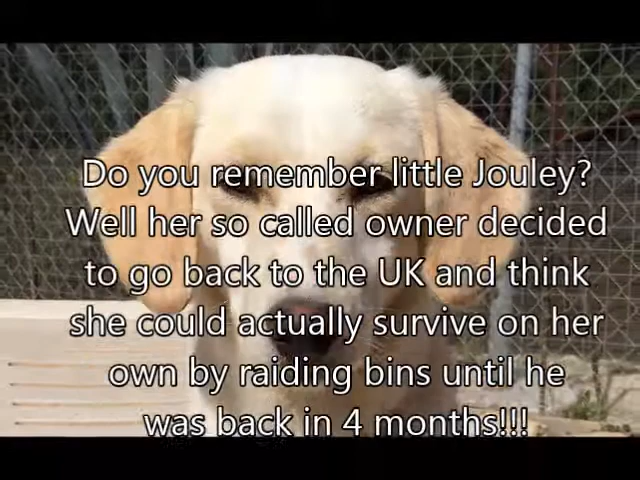 Do you remember little Jouley?
Well her so called owner decided
to go back to the UK and think
she could actually survive on her
own by raiding bins until he
was back in 4 months!!!